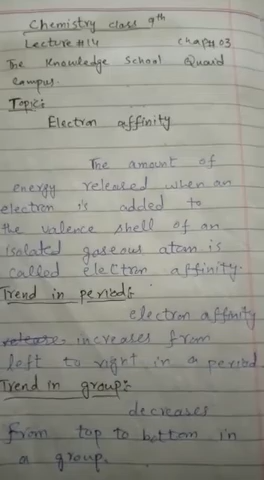 Chemistry class 9th
Lecture #14 Chap# 03
The Knowledge School Quaid
campus.
Topic:
Electron affinity
The amount of
energy released when an
electron is added to
the valence shell of an
isolated gaseous atom is
called electron affinity.
Trend in period:
electron affinity
release increases from
left to right in a period
Trend in group:
decreases
from top to bottom in
a group.